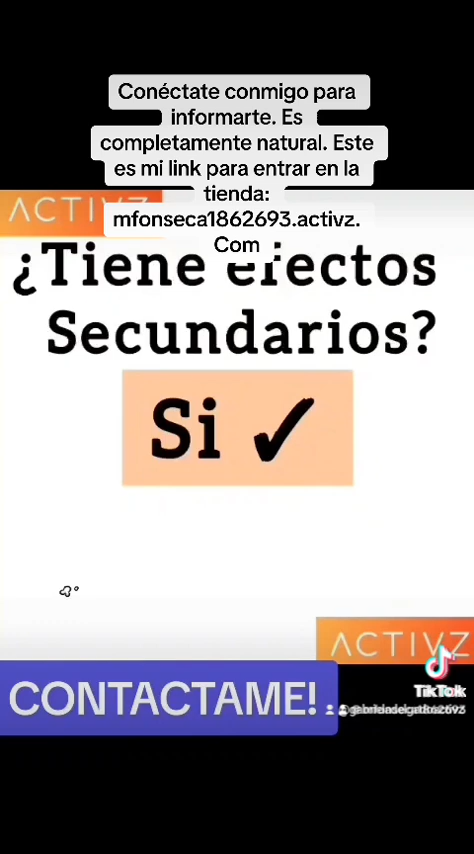 Conéctate conmigo para
informarte. Es
completamente natural. Este
es mi link para entrar en la
tienda:
mfonseca1862693.activz.
Com
ACTIVZ
¿Tiene efectos
Secundarios?
Si ✓
ACTIVZ
TikTok
CONTACTAME!